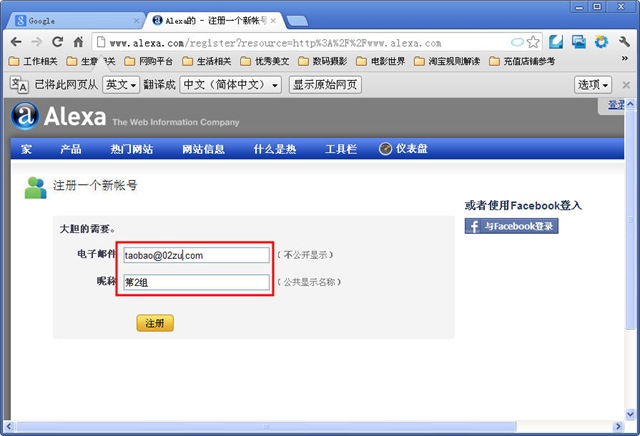 Google
Alexa的 - 注册一个新帐号
www.alexa.com/register?resource=http%3A%2F%2Fwww.alexa.com
工作相关 生意相关 网购平台 生活相关 优秀美文 数码摄影 电影世界 淘宝规则解读 充值店铺参考
已将此网页从 英文 翻译成 中文（简体中文） 显示原始网页 选项
a Alexa The Web Information Company
登录
家 产品 热门网站 网站信息 什么是热 工具栏 仪表盘
注册一个新帐号
或者使用Facebook登入
f 与Facebook登录
大胆的需要。
电子邮件 taobao@02zu.com （不公开显示）
昵称 第2组 （公共显示名称）
注册